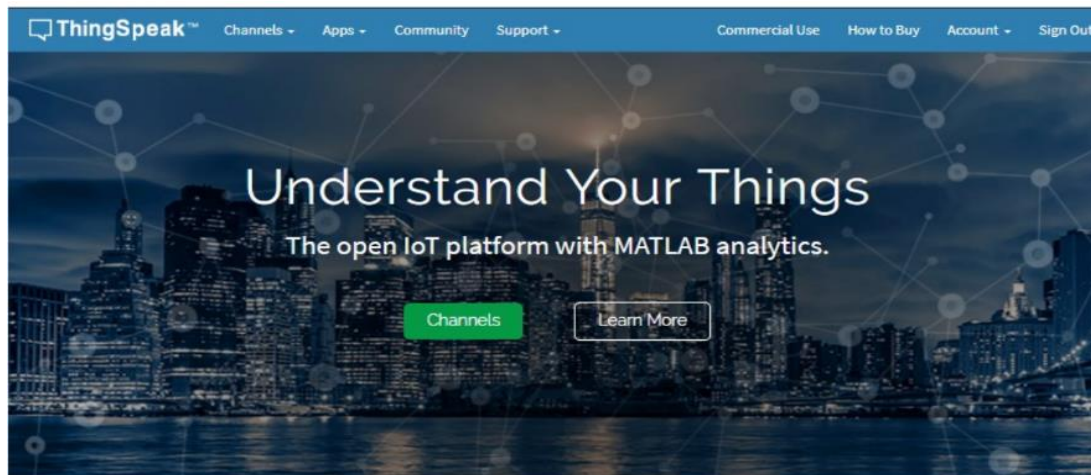 ThingSpeak™ Channels Apps Community Support Commercial Use How to Buy Account Sign Out
Understand Your Things
The open IoT platform with MATLAB analytics.
Channels Learn More